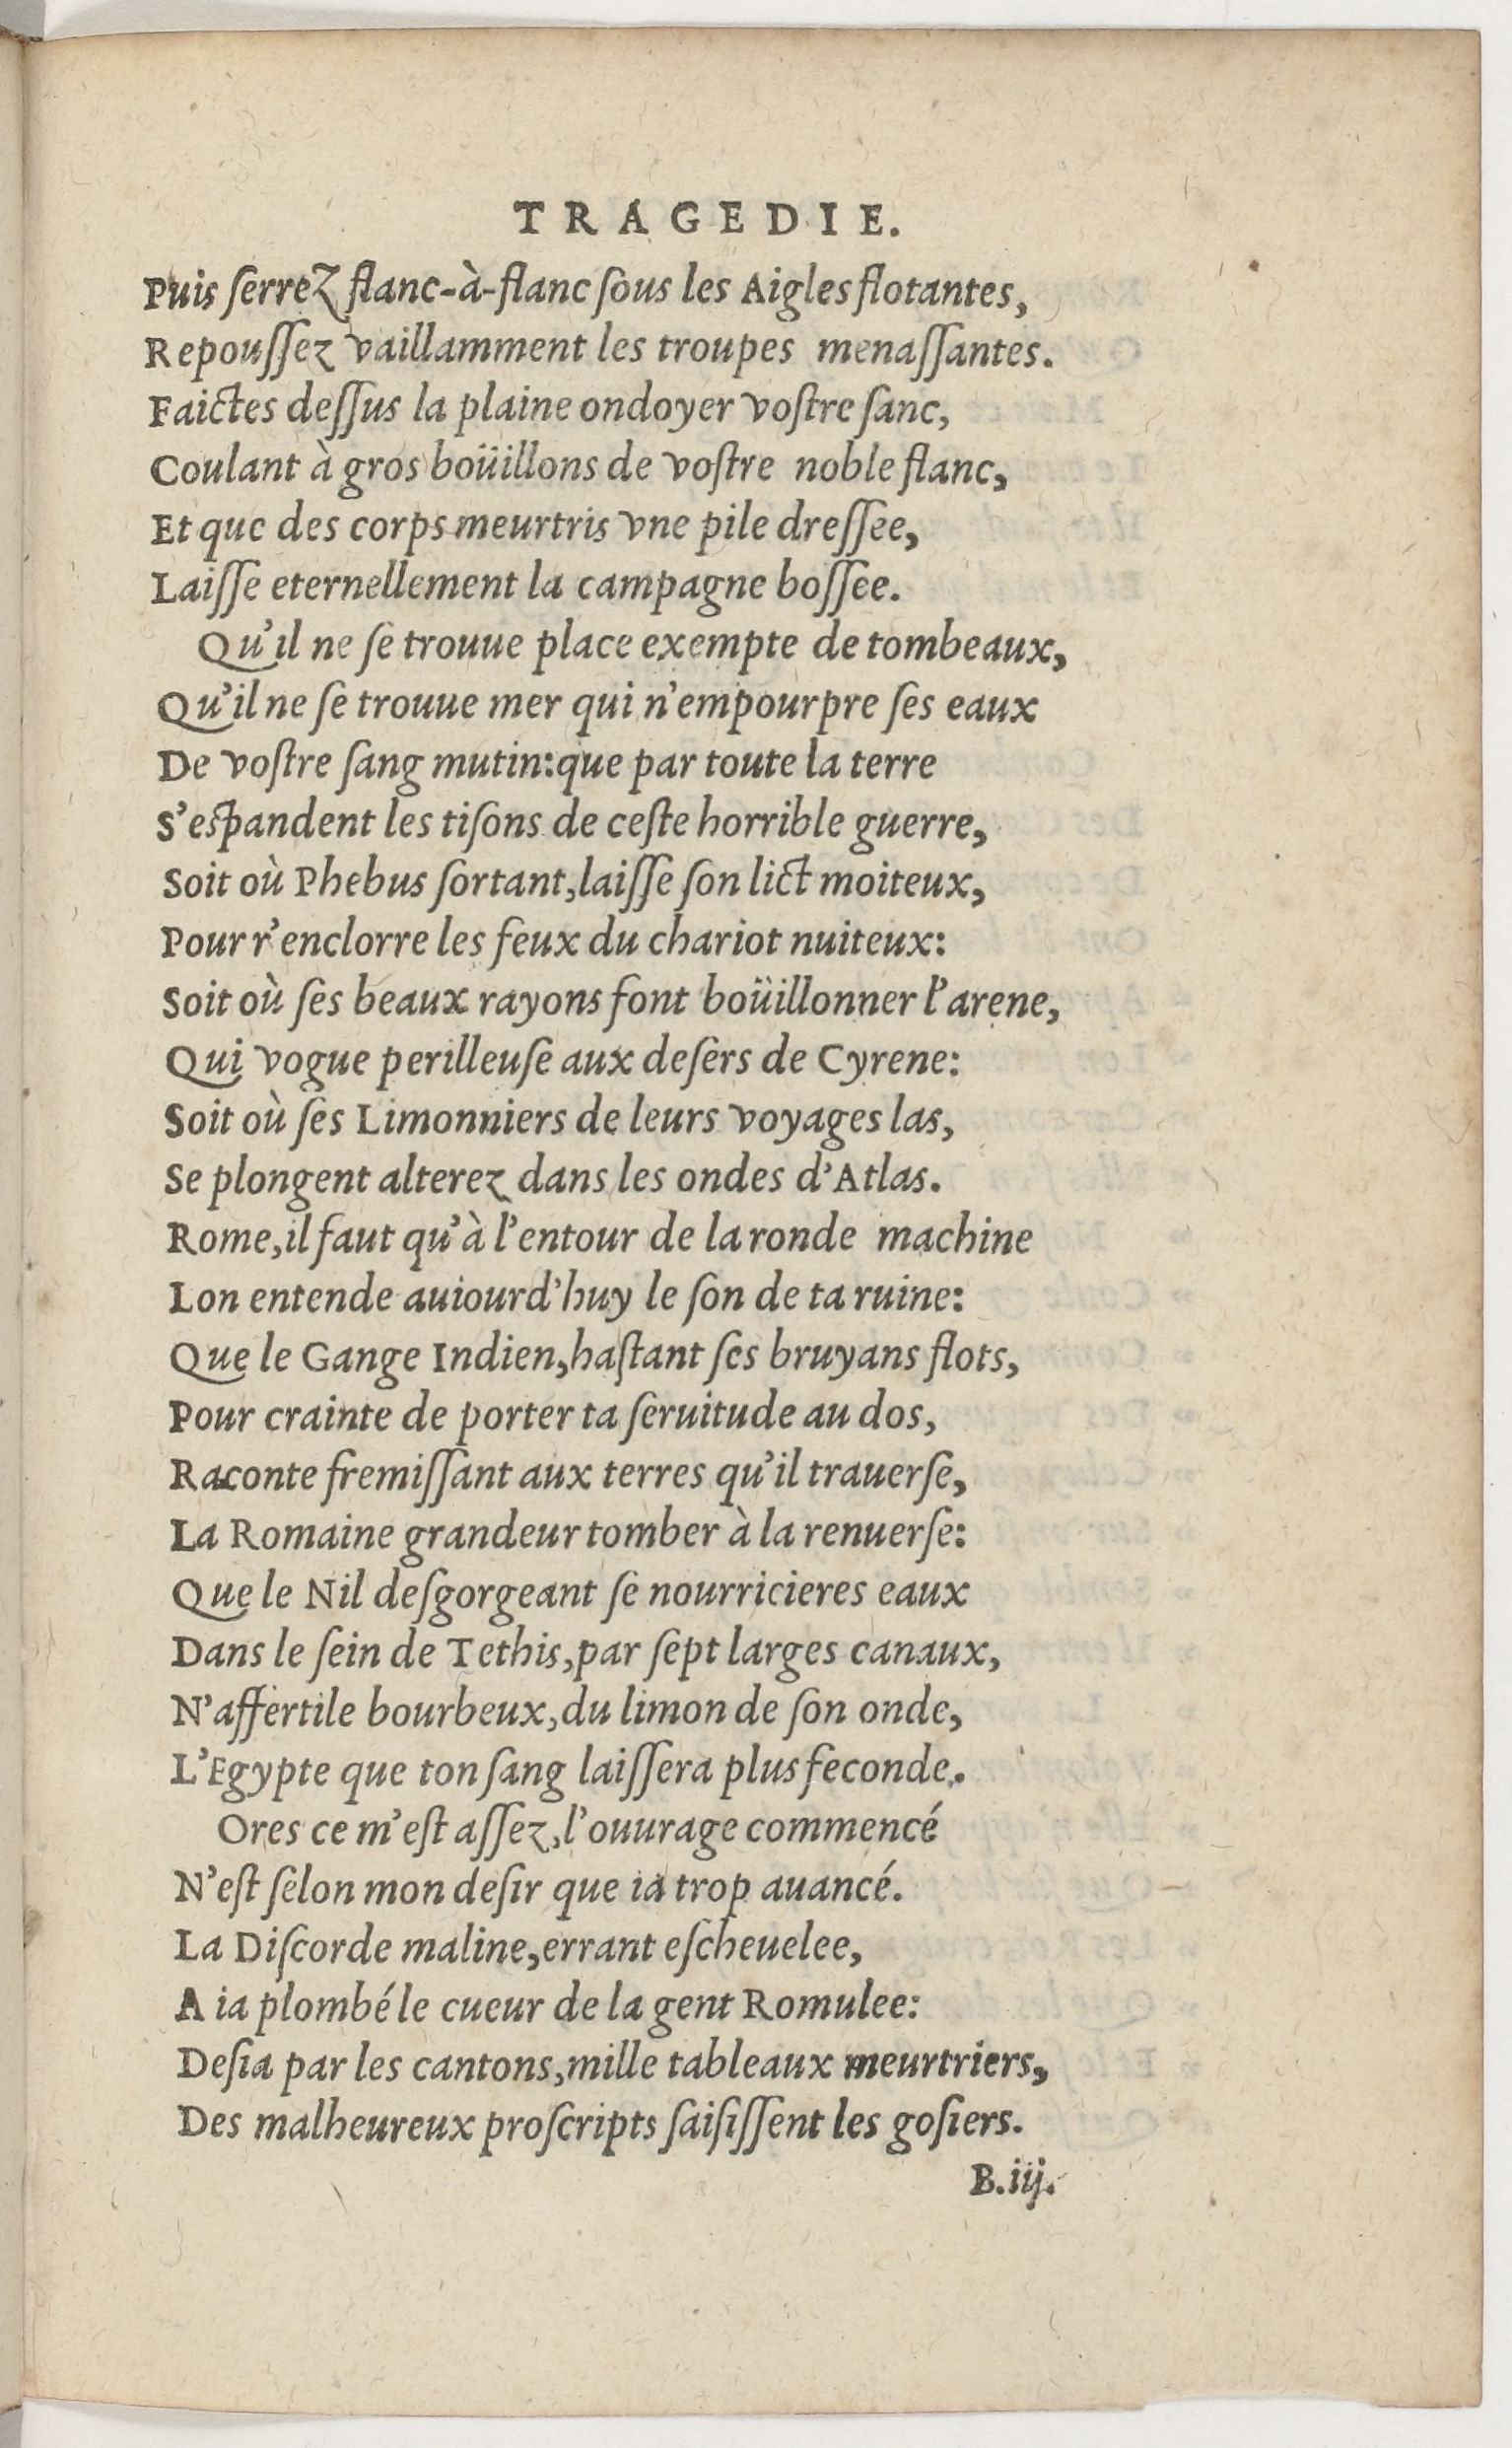 TRAGEDIE.
Puis ſerrez flanc-à-flanc ſous les Aigles flotantes,
Repouſſez vaillamment les troupes menaſſantes.
Faictes deſſus la plaine ondoyer voſtre ſanc,
Coulant à gros boüillons de voſtre noble flanc,
Et que des corps meurtris vne pile dreſſee,
Laiſſe eternellement la campagne boſſee.
Qu'il ne ſe trouue place exempte de tombeaux,
Qu'il ne ſe trouue mer qui n'empourpre ſes eaux
De voſtre ſang mutin: que par toute la terre
S'eſpandent les tiſons de ceſte horrible guerre,
Soit où Phebus ſortant, laiſſe ſon lict moiteux,
Pour r'enclorre les feux du chariot nuiteux:
Soit où ſes beaux rayons font boüillonner l'arene,
Qui vogue perilleuſe aux deſers de Cyrene:
Soit où ſes Limonniers de leurs voyages las,
Se plongent alterez dans les ondes d'Atlas.
Rome, il faut qu'à l'entour de la ronde machine
Lon entende auiourd'huy le ſon de ta ruine:
Que le Gange Indien, haſtant ſes bruyans flots,
Pour crainte de porter ta ſeruitude au dos,
Raconte fremiſſant aux terres qu'il trauerſe,
La Romaine grandeur tomber à la renuerſe:
Que le Nil deſgorgeant ſe nourricieres eaux
Dans le ſein de Tethis, par ſept larges canaux,
N'affertile bourbeux, du limon de ſon onde,
L'Egypte que ton ſang laiſſera plus feconde.
Ores ce m'eſt aſſez, l'ouurage commencé
N'eſt ſelon mon deſir que ia trop auancé.
La Diſcorde maline, errant eſcheuelee,
A ia plombé le cueur de la gent Romulee:
Deſia par les cantons, mille tableaux meurtriers,
Des malheureux proſcripts ſaiſiſſent les goſiers.
B.iij.